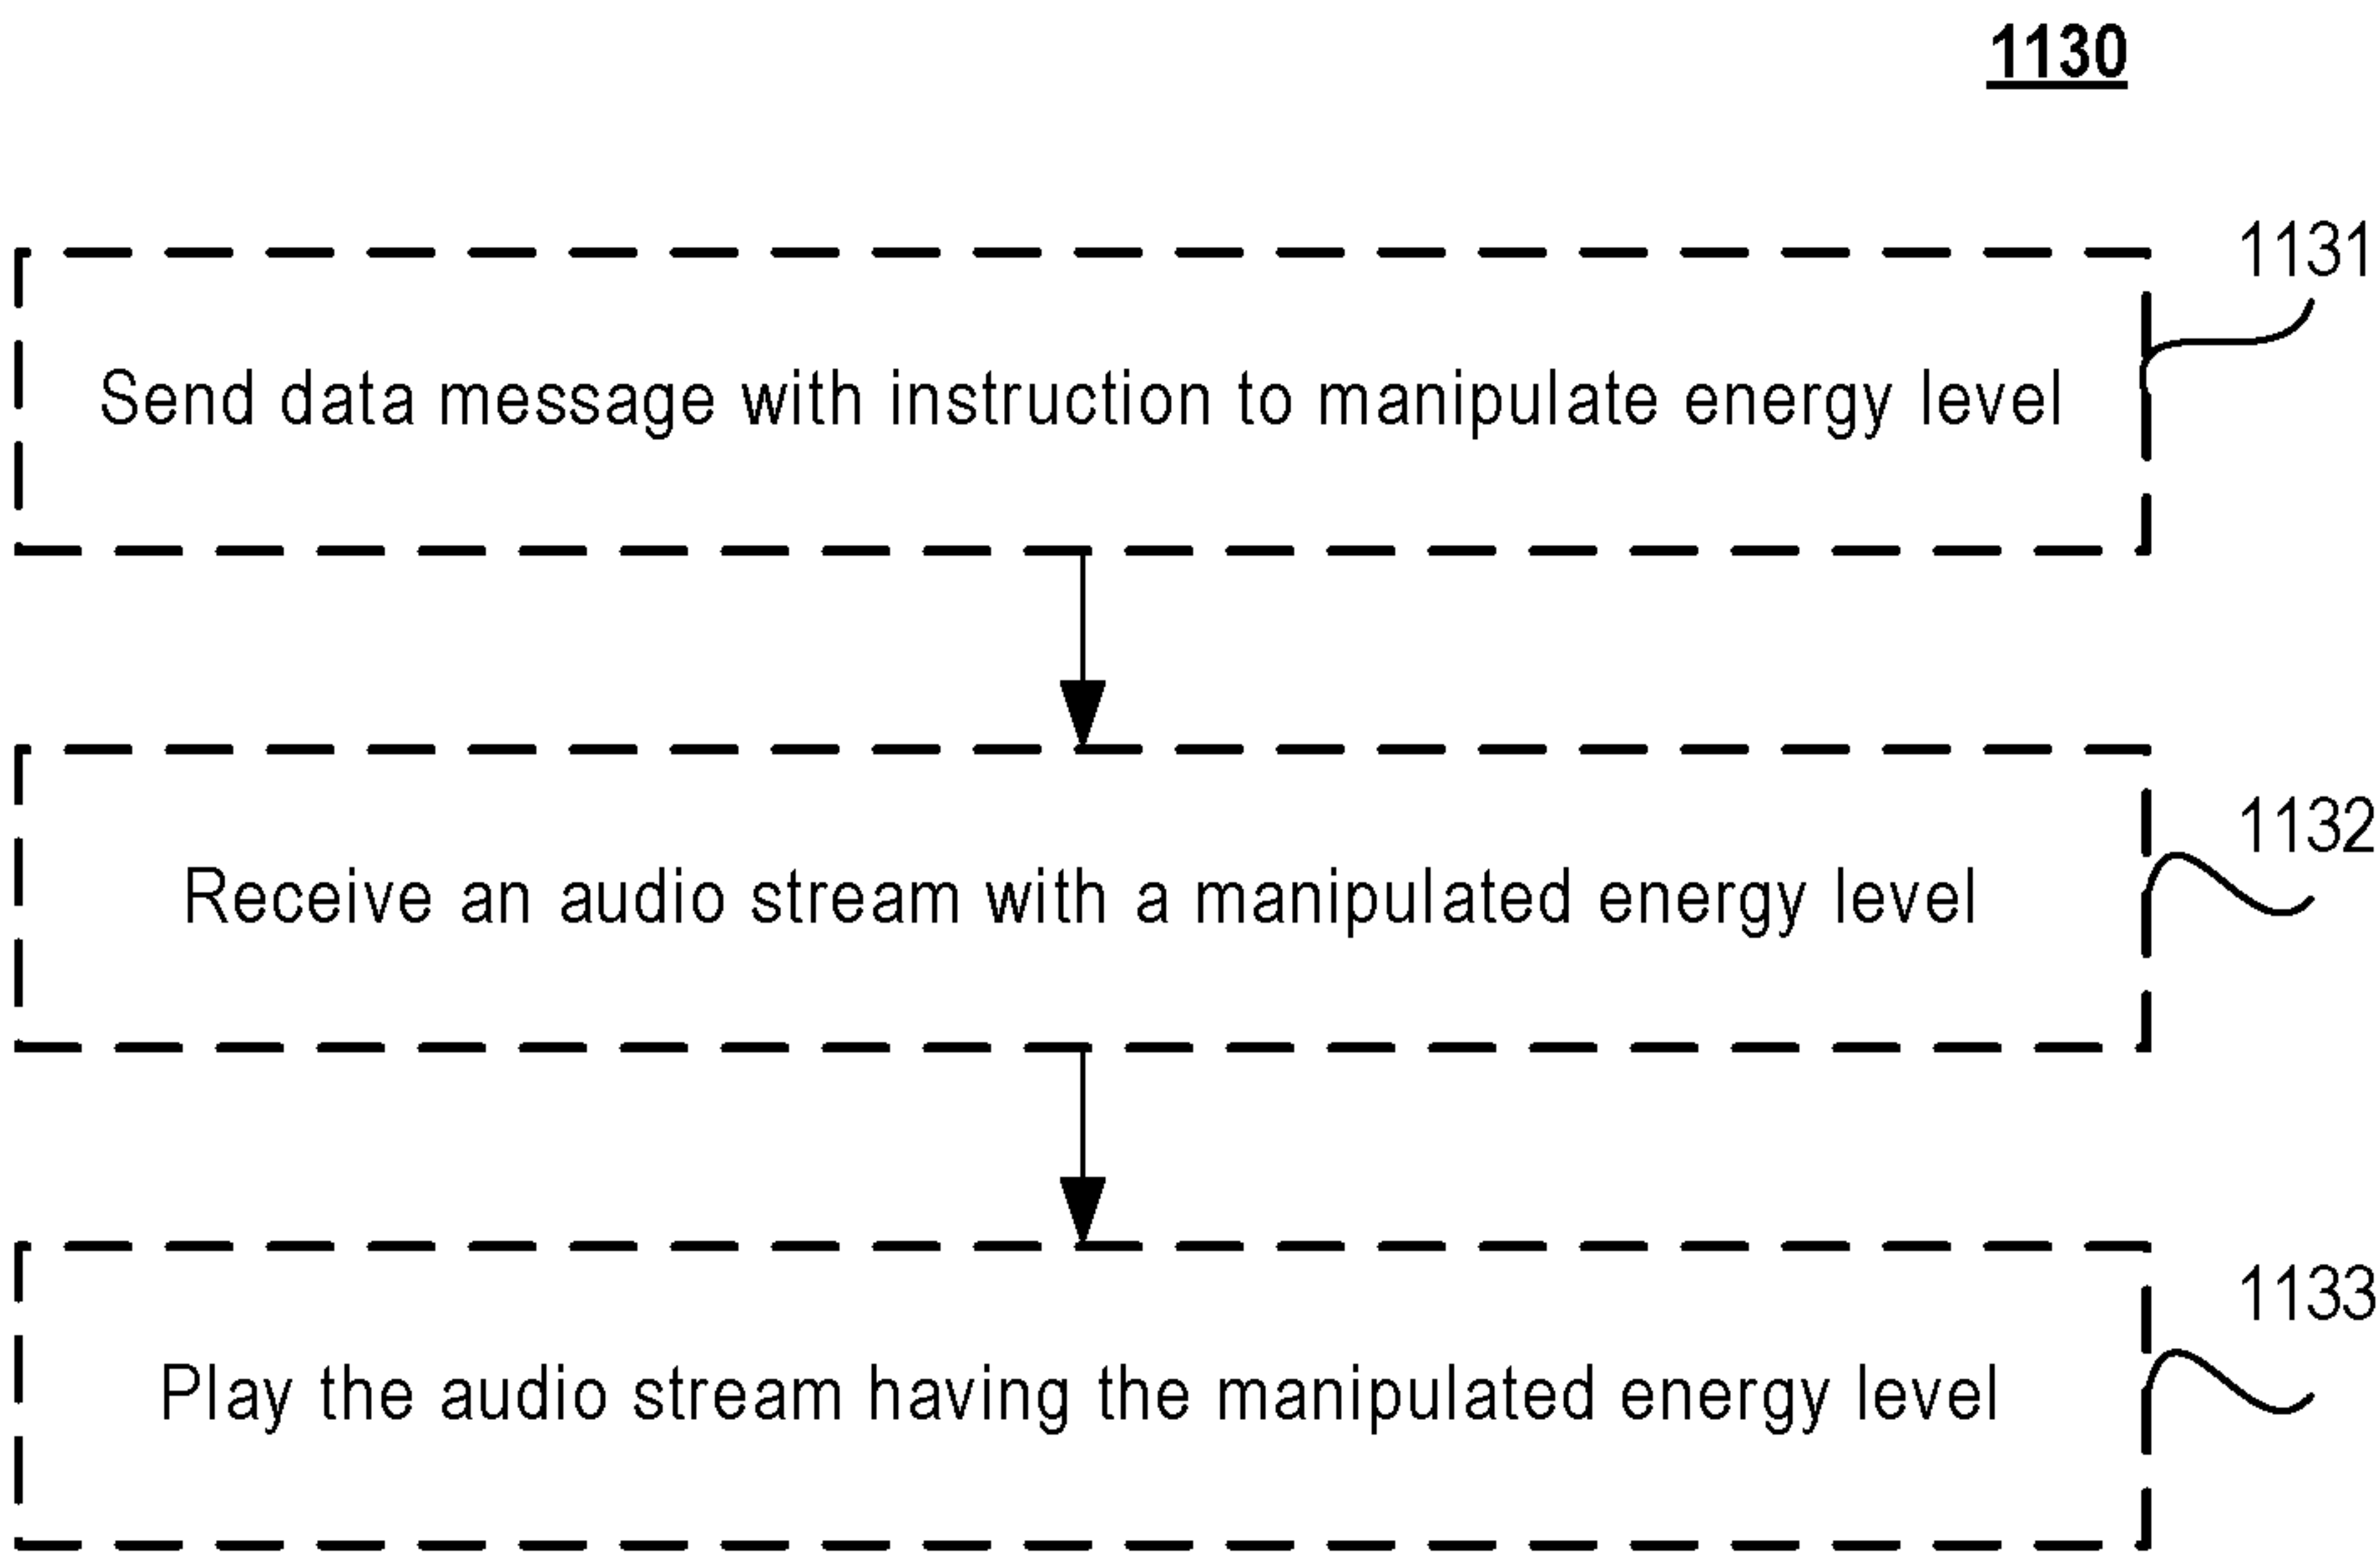 1130
1131
Send data message with instruction to manipulate energy level
1132
Receive an audio stream with a manipulated energy level
1133
Play the audio stream having the manipulated energy level